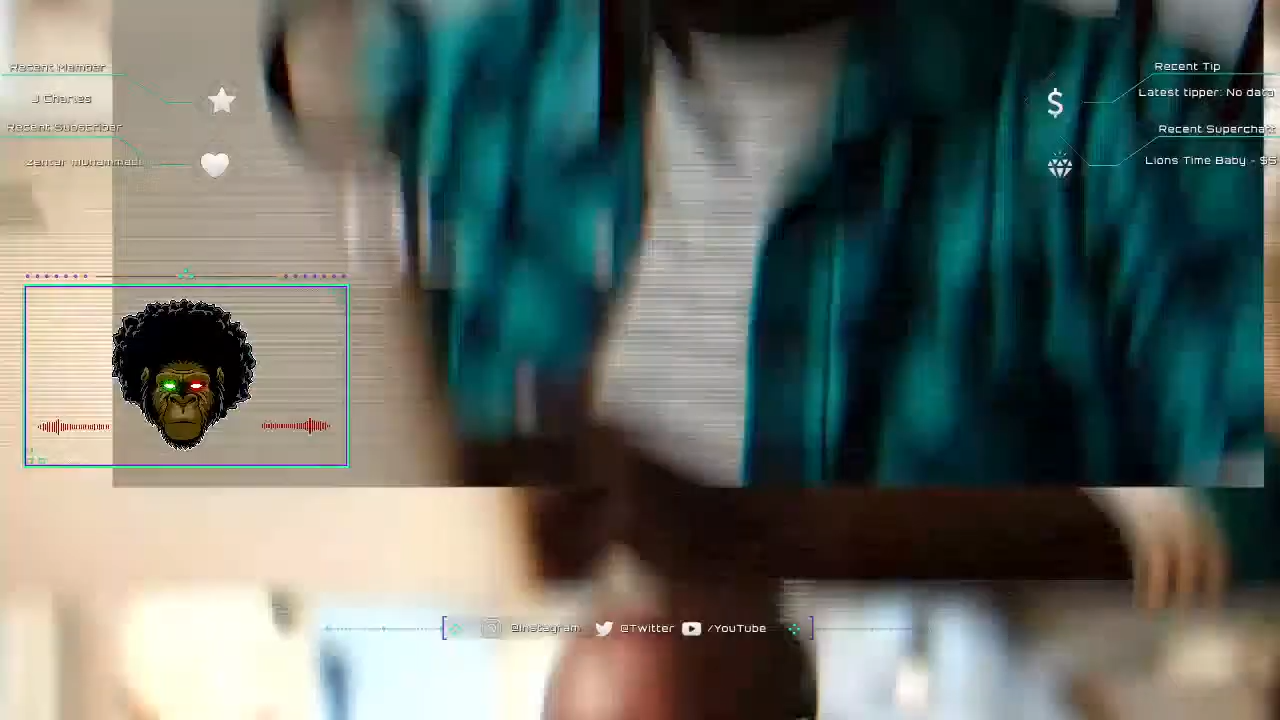 Recent Member
J Charles
Recent Subscriber
Recent Tip
Latest tipper: No data
Recent Superchat:
Lions Time Baby - $5
@Instagram
@Twitter
/YouTube